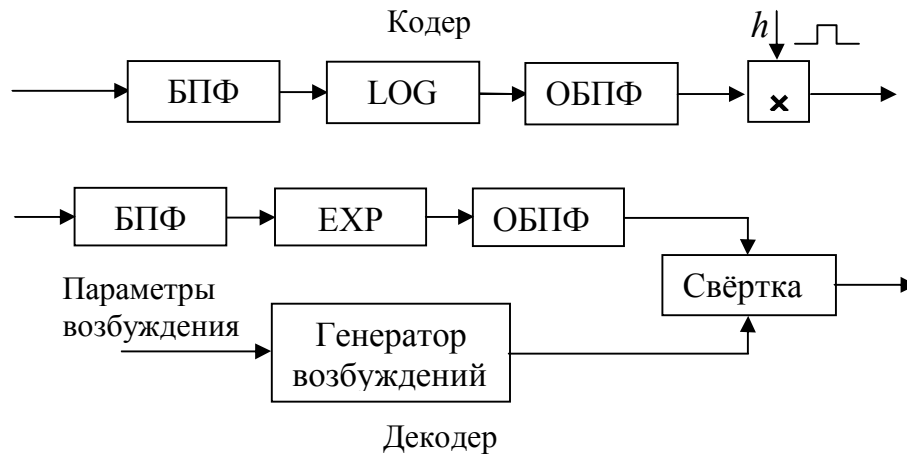 Кодер
h
БПФ
LOG
ОБПФ
×
БПФ
EXP
ОБПФ
Свёртка
Параметры
возбуждения
Генератор
возбуждений
Декодер